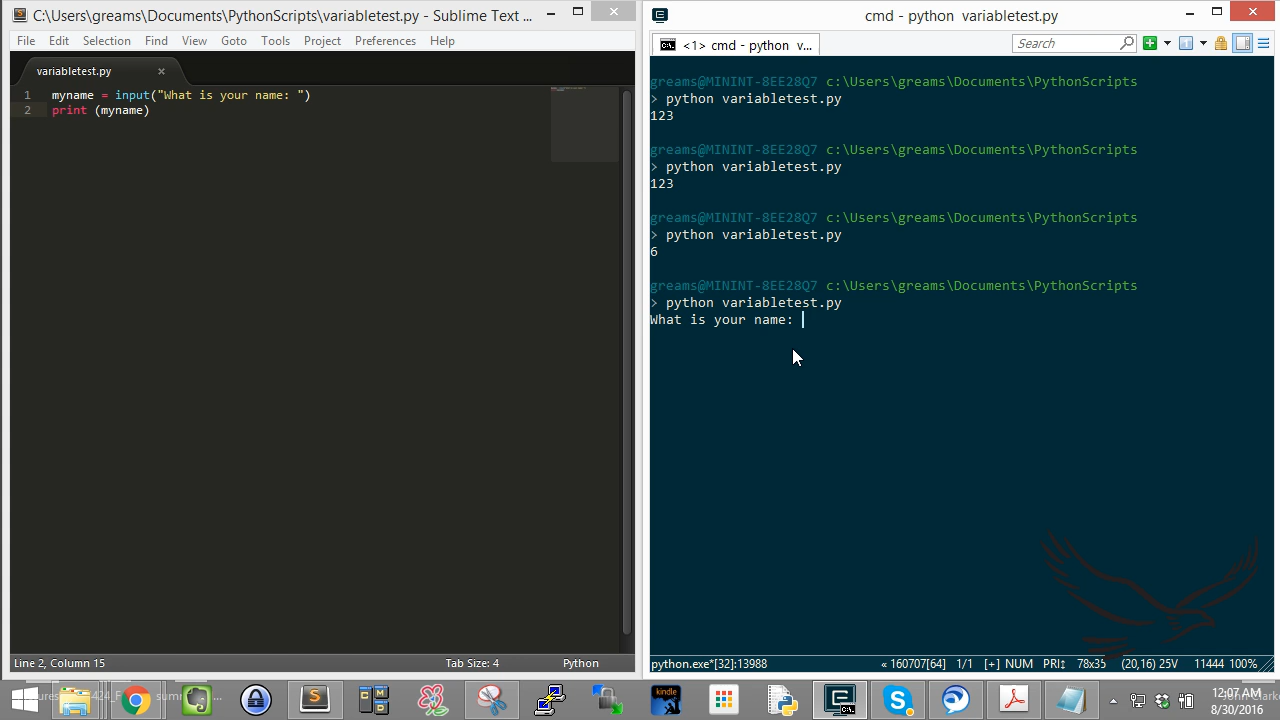 C:\Users\greams\Documents\PythonScripts\variabletest.py - Sublime Text ...
File Edit Selection Find View Goto Tools Project Preferences Help
variabletest.py
1 myname = input("What is your name: ")
2 print (myname)
Line 2, Column 15
Tab Size: 4
Python
cmd - python variabletest.py
<1> cmd - python v...
Search
greams@MININT-8EE28Q7 c:\Users\greams\Documents\PythonScripts
> python variabletest.py
123
greams@MININT-8EE28Q7 c:\Users\greams\Documents\PythonScripts
> python variabletest.py
123
greams@MININT-8EE28Q7 c:\Users\greams\Documents\PythonScripts
> python variabletest.py
6
greams@MININT-8EE28Q7 c:\Users\greams\Documents\PythonScripts
> python variabletest.py
What is your name:
python.exe*[32]:13988
« 160707[64] 1/1 [+] NUM PRI↕ 78x35 (20,16) 25V 11444 100%
kindle
12:07 AM
8/30/2016